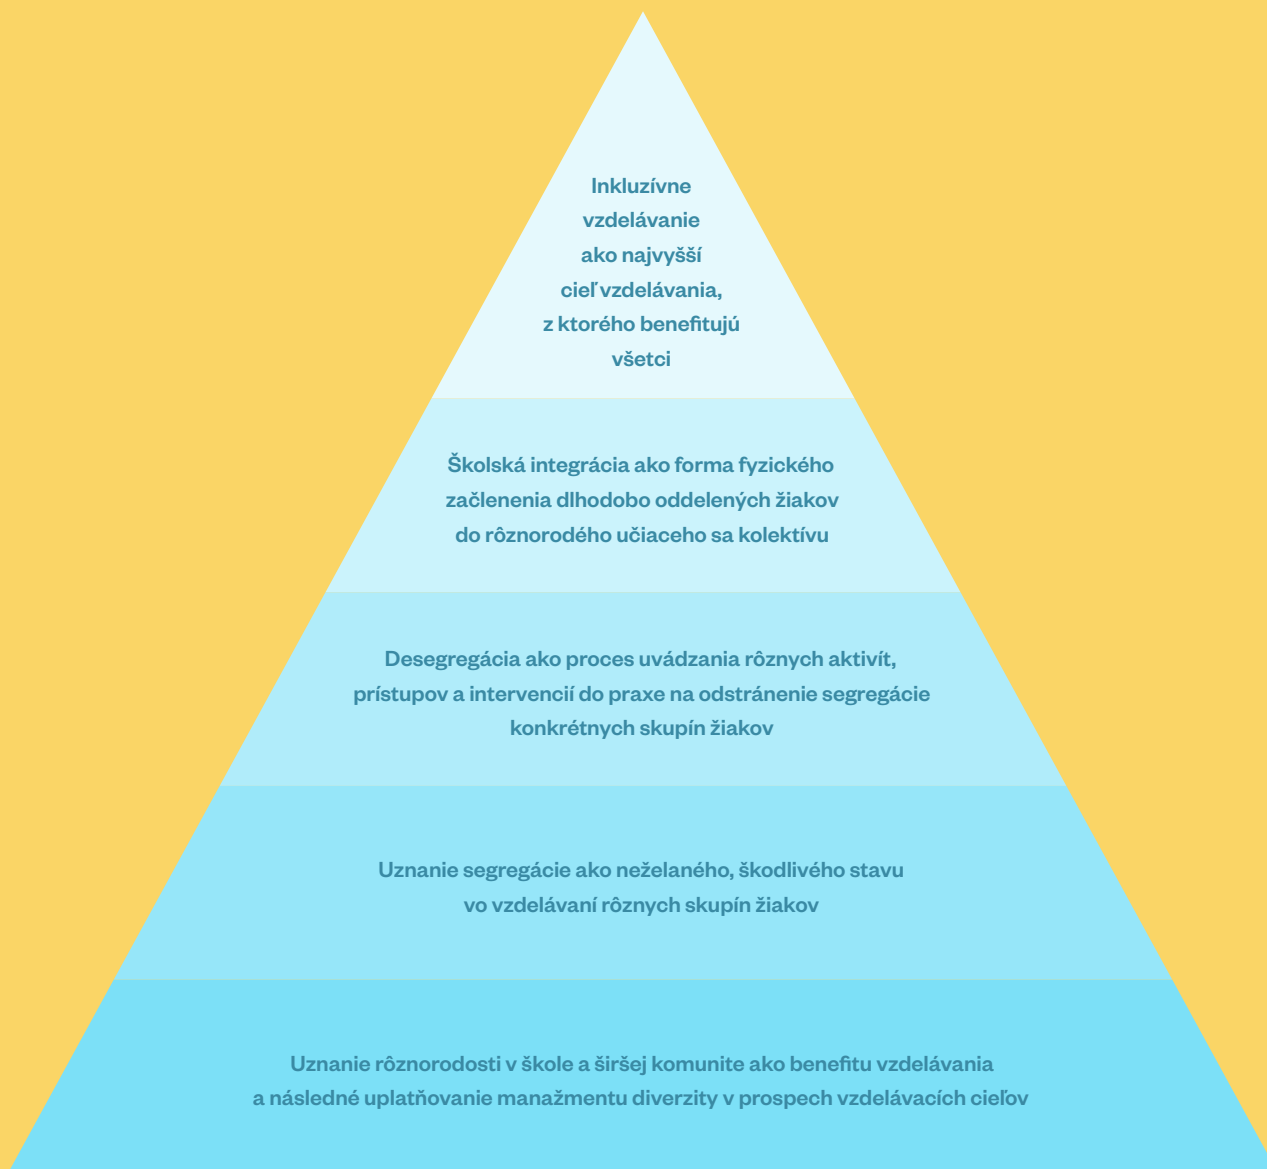 Inkluzívne
vzdelávanie
ako najvyšší
cieľ vzdelávania,
z ktorého benefitujú
všetci
Školská integrácia ako forma fyzického
začlenenia dlhodobo oddelených žiakov
do rôznorodého učiaceho sa kolektívu
Desegregácia ako proces uvádzania rôznych aktivít,
prístupov a intervencií do praxe na odstránenie segregácie
konkrétnych skupín žiakov
Uznanie segregácie ako neželaného, škodlivého stavu
vo vzdelávaní rôznych skupín žiakov
Uznanie rôznorodosti v škole a širšej komunite ako benefitu vzdelávania
a následné uplatňovanie manažmentu diverzity v prospech vzdelávacích cieľov